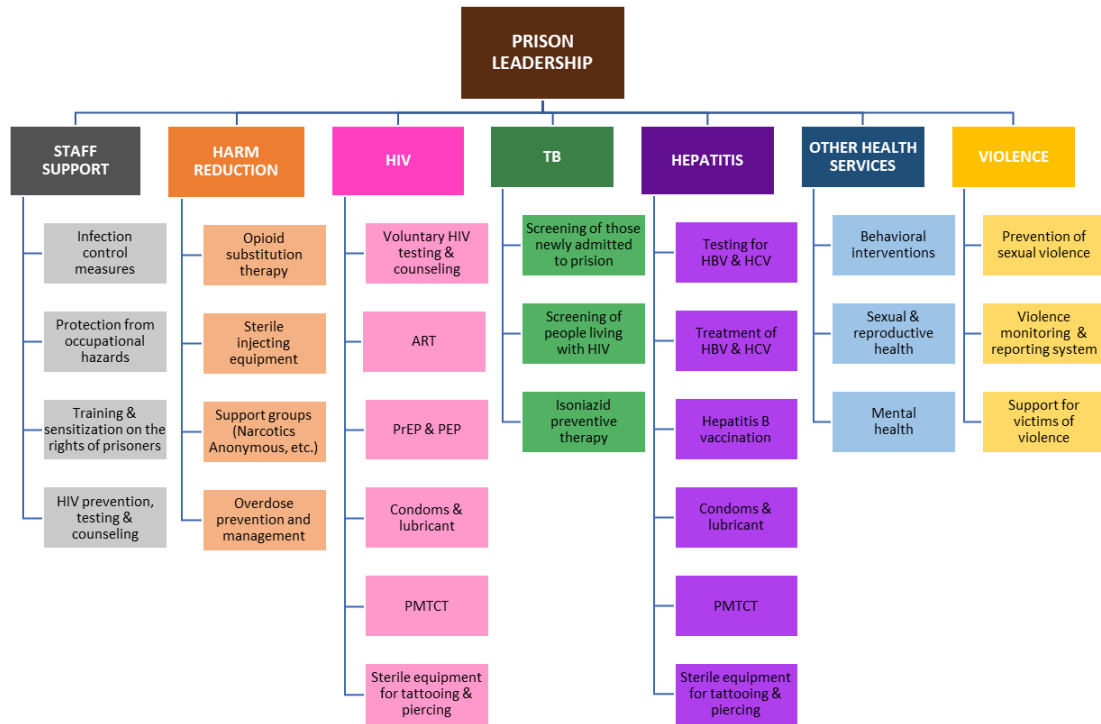 PRISON
LEADERSHIP
STAFF
SUPPORT
Infection
control
measures
Protection from
occupational
hazards
Training &
sensitization on the
rights of prisoners
HIV prevention,
testing &
counseling
HARM
REDUCTION
Opioid
substitution
therapy
Sterile
injecting
equipment
Support groups
(Narcotics
Anonymous, etc.)
Overdose
prevention and
management
HIV
Voluntary HIV
testing &
counseling
ART
PrEP & PEP
Condoms &
lubricant
PMTCT
Sterile equipment
for tattooing &
piercing
TB
Screening of those
newly admitted
to prision
Screening of
people living
with HIV
Isoniazid
preventive
therapy
HEPATITIS
Testing for
HBV & HCV
Treatment of
HBV & HCV
Hepatitis B
vaccination
Condoms &
lubricant
PMTCT
Sterile equipment
for tattooing &
piercing
OTHER HEALTH
SERVICES
Behavioral
interventions
Sexual &
reproductive
health
Mental
health
VIOLENCE
Prevention of
sexual violence
Violence
monitoring &
reporting system
Support for
victims of
violence